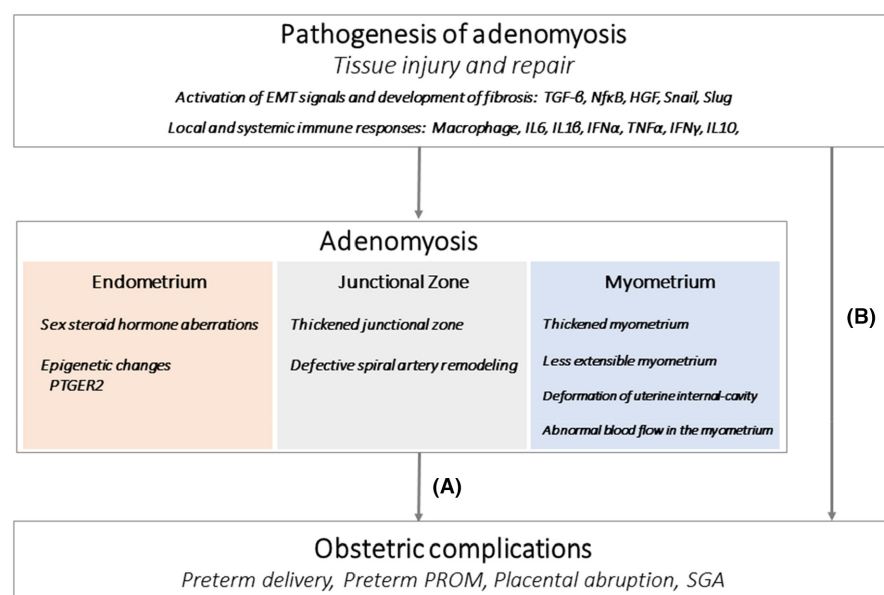 Pathogenesis of adenomyosis
Tissue injury and repair
Activation of EMT signals and development of fibrosis: TGF-β, NfκB, HGF, Snail, Slug
Local and systemic immune responses: Macrophage, IL6, IL1β, IFNα, TNFα, IFNγ, IL10,
Adenomyosis
Endometrium
Sex steroid hormone aberrations
Epigenetic changes
PTGER2
Junctional Zone
Thickened junctional zone
Defective spiral artery remodeling
Myometrium
Thickened myometrium
Less extensible myometrium
Deformation of uterine internal-cavity
Abnormal blood flow in the myometrium
(B)
(A)
Obstetric complications
Preterm delivery, Preterm PROM, Placental abruption, SGA